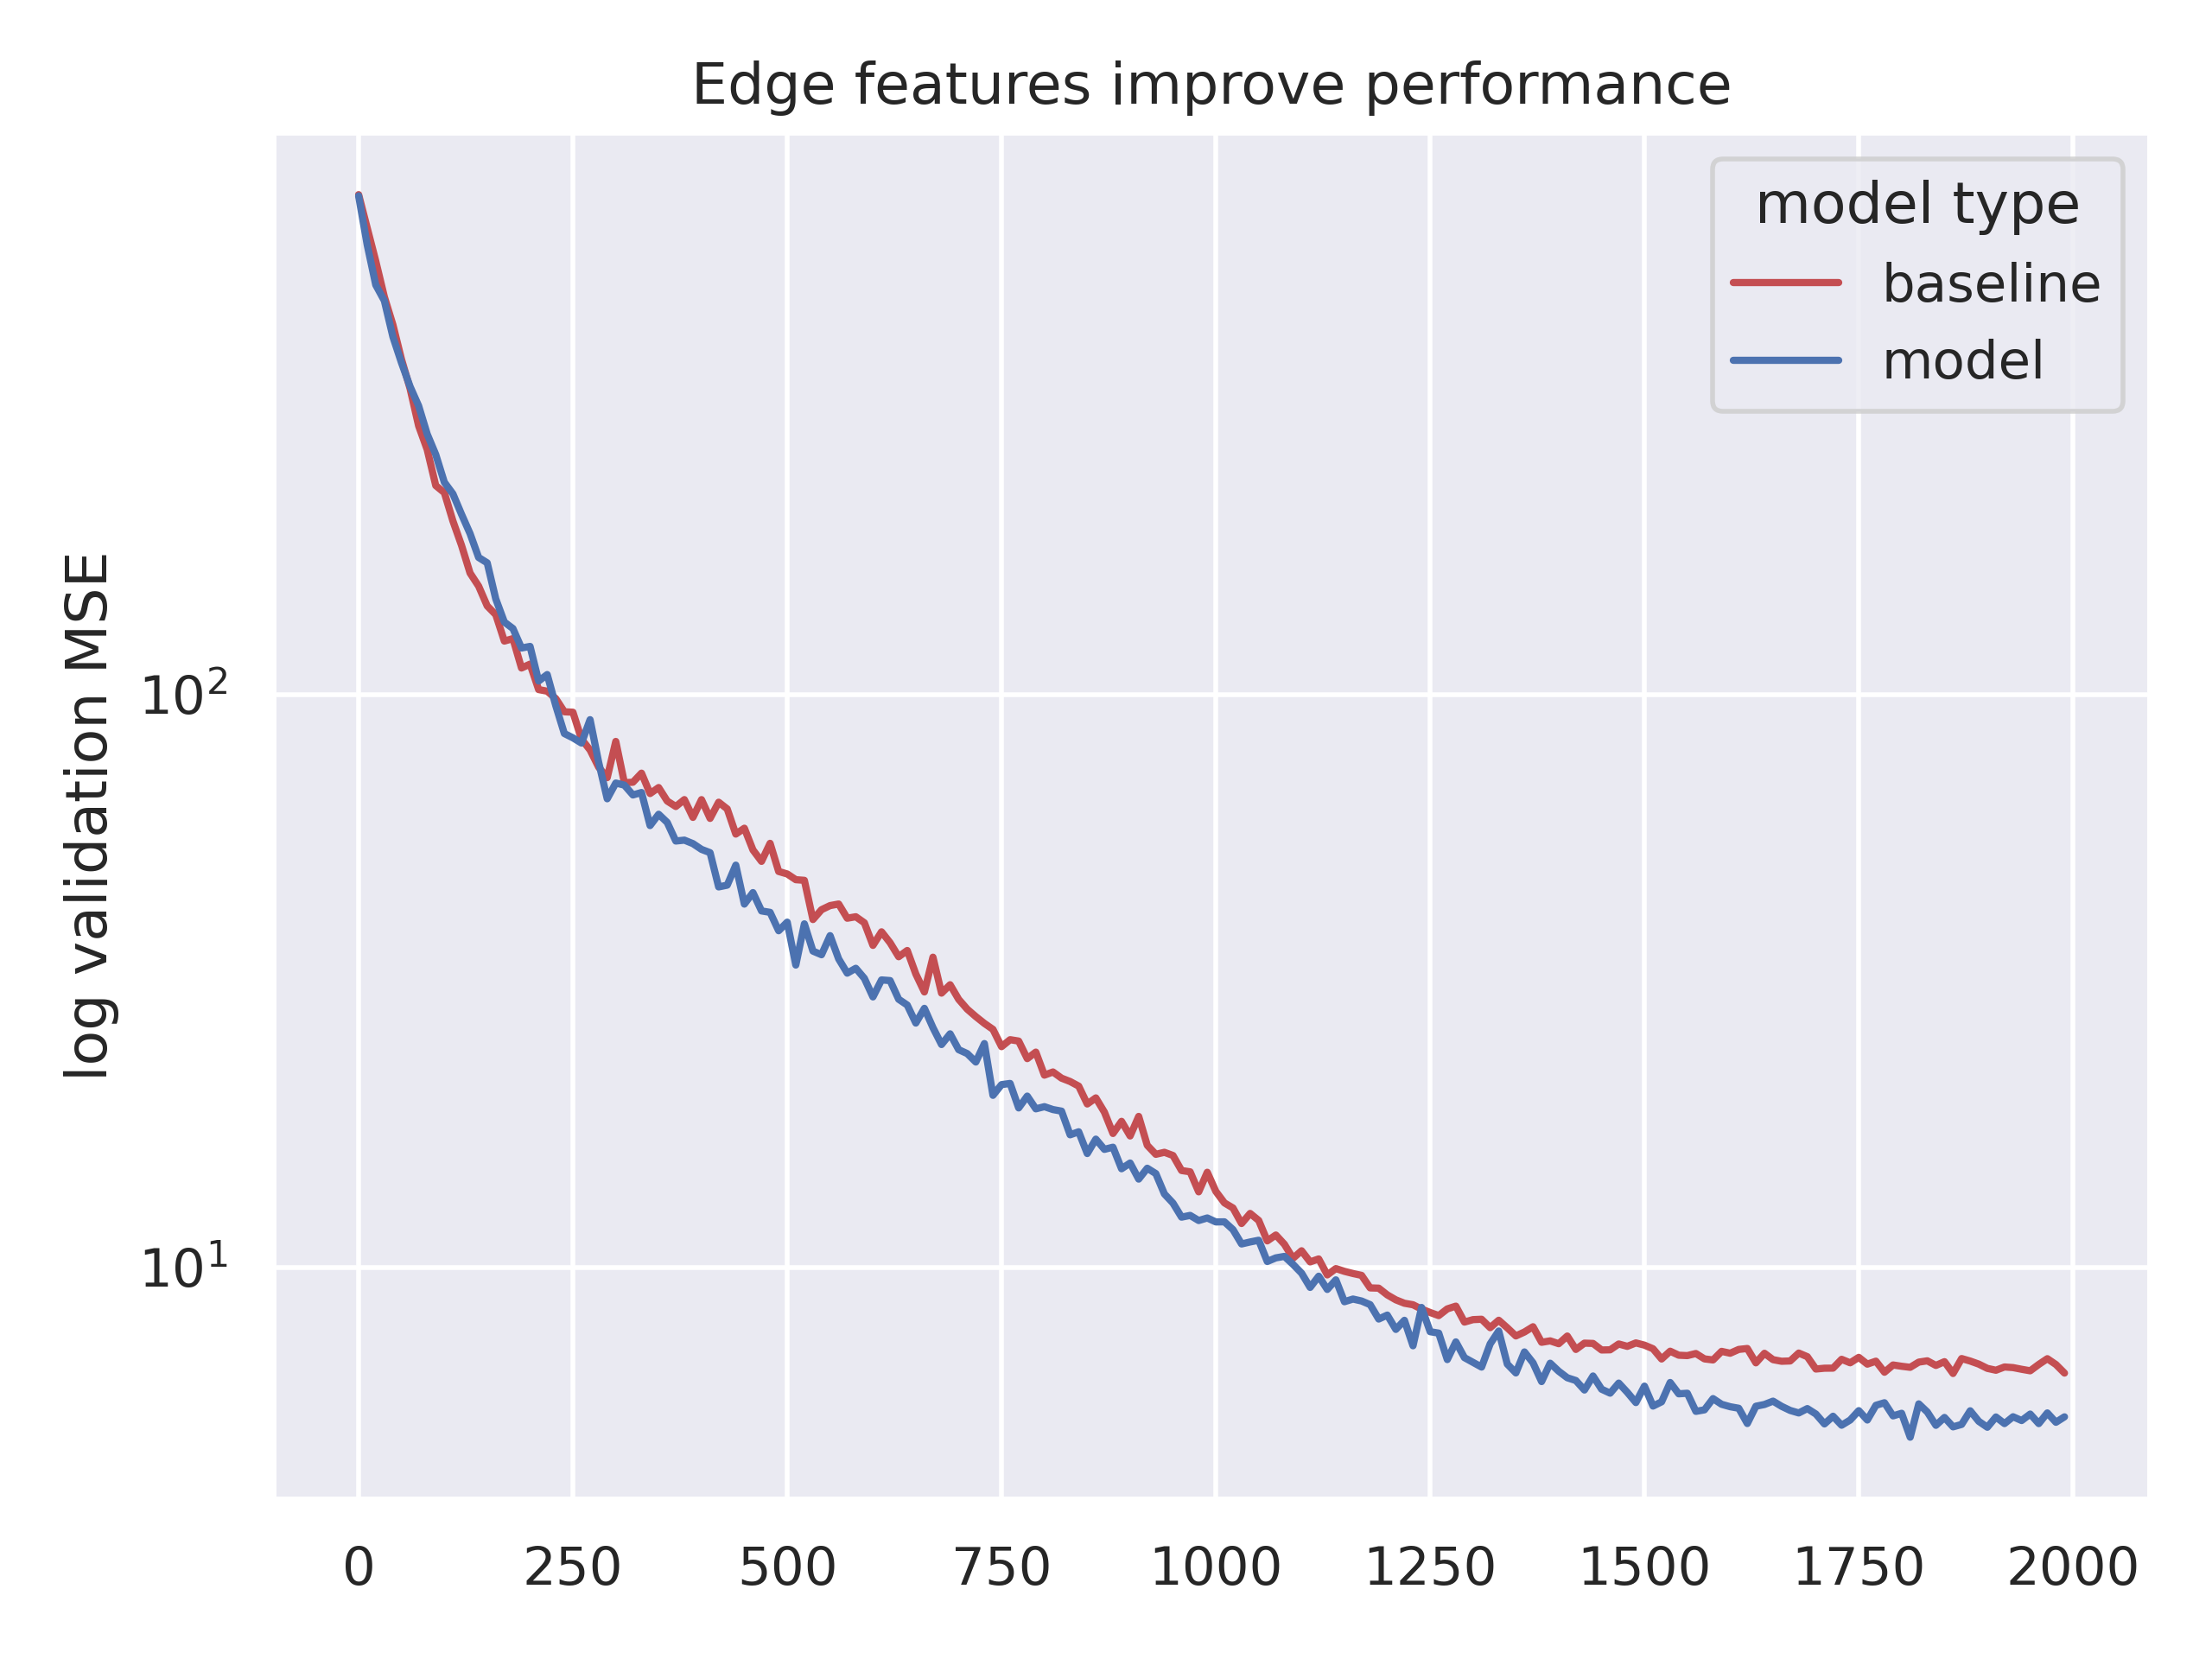 Edge features improve performance
model type
baseline
model
log validation MSE
10²
10¹
0 250 500 750 1000 1250 1500 1750 2000